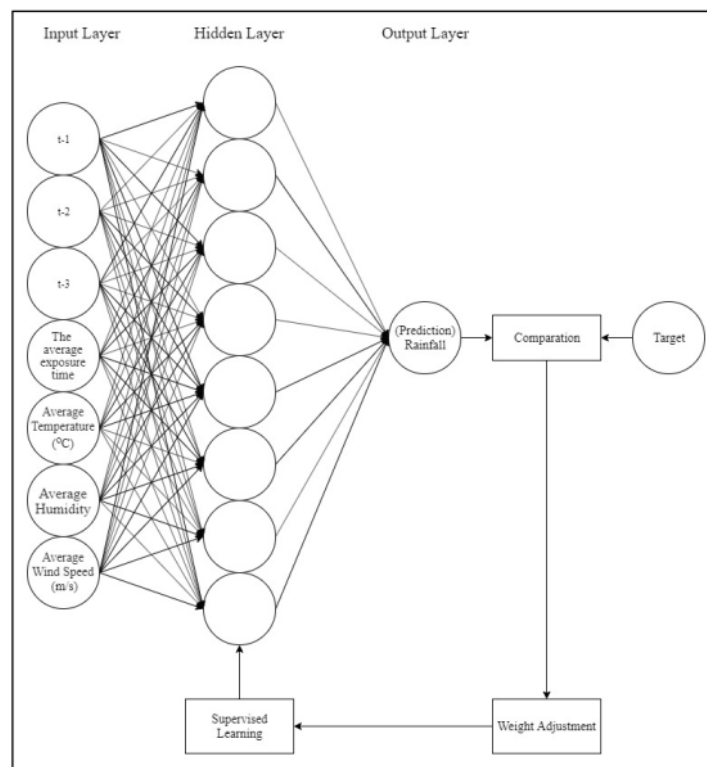 Input Layer
Hidden Layer
Output Layer
t-1
t-2
t-3
The
average
exposure
time
Average
Temperature
(⁰C)
Average
Humidity
Average
Wind Speed
(m/s)
(Prediction)
Rainfall
Comparation
Target
Supervised
Learning
Weight Adjustment